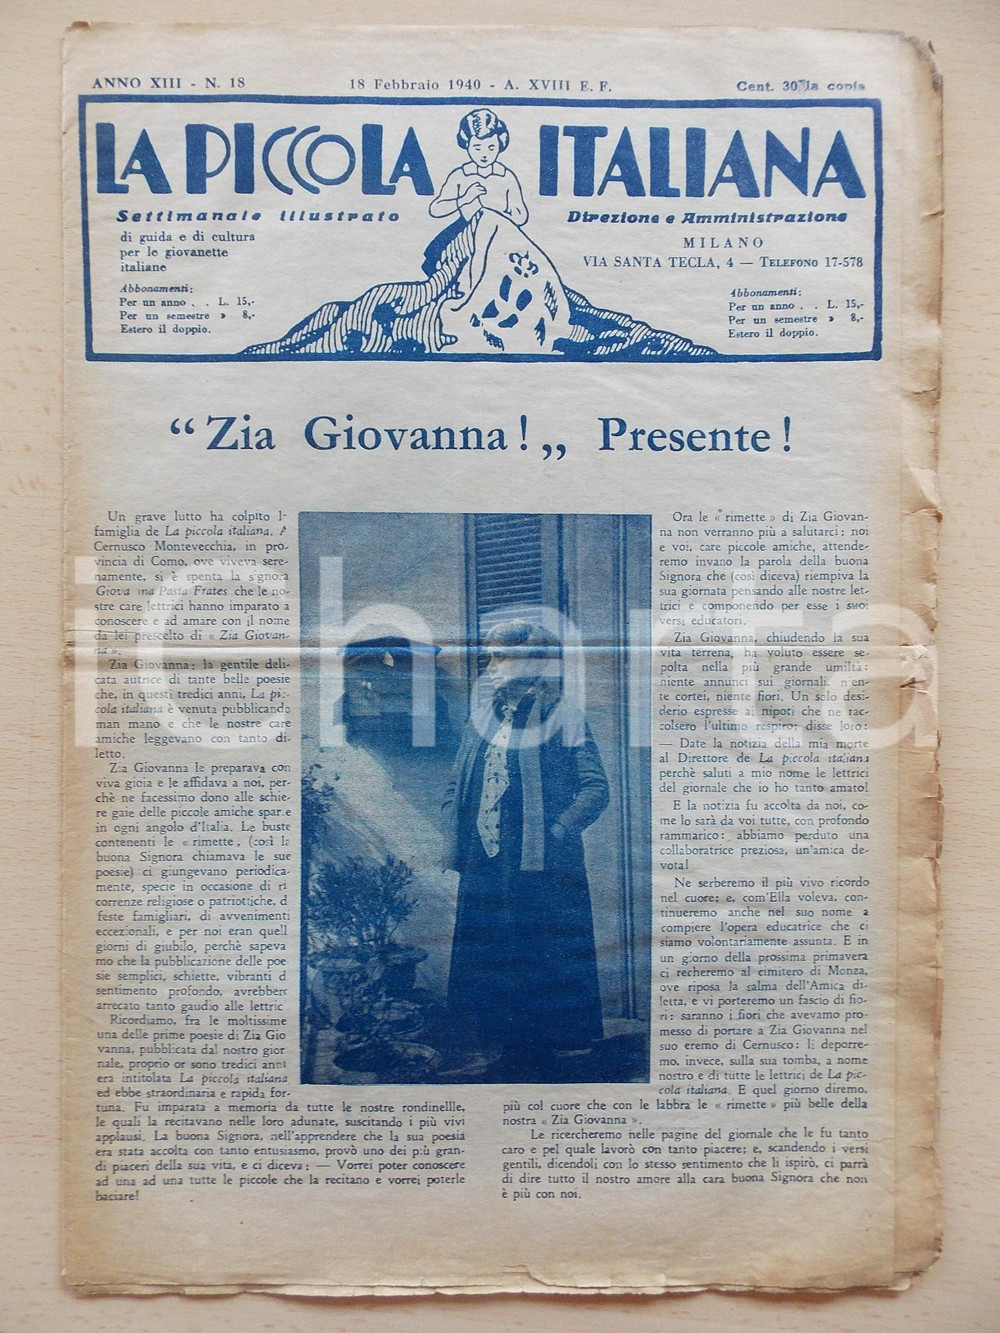 ANNO XIII - N. 18
18 Febbraio 1940 - A. XVIII E. F.
Cent. 30 la copia
LA PICCOLA ITALIANA
Settimanale illustrato
di guida e di cultura
per le giovanette
italiane
Abbonamenti:
Per un anno . . L. 15,-
Per un semestre » 8,-
Estero il doppio.
Direzione e Amministrazione
MILANO
VIA SANTA TECLA, 4 — TELEFONO 17-578
Abbonamenti:
Per un anno . . L. 15,-
Per un semestre » 8,-
Estero il doppio.
“Zia Giovanna!„ Presente!
Un grave lutto ha colpito l-
famiglia de La piccola italiana. A
Cernusco Montevecchia, in pro-
vincia di Como, ove viveva sere-
namente, si è spenta la signora
Giovanna Pasta Frates che le no-
stre care lettrici hanno imparato a
conoscere e ad amare con il nome
da lei prescelto di « Zia Giovan-
na ».
Zia Giovanna: la gentile deli-
cata autrice di tante belle poesie
che, in questi tredici anni, La pic-
cola italiana è venuta pubblicando
man mano e che le nostre care
amiche leggevano con tanto di-
letto.
Zia Giovanna le preparava con
viva gioia e le affidava a noi, per-
chè ne facessimo dono alle schie-
re gaie delle piccole amiche sparse
in ogni angolo d'Italia. Le buste
contenenti le « rimette, (così la
buona Signora chiamava le sue
poesie) ci giungevano periodica-
mente, specie in occasione di ri
correnze religiose o patriottiche, d
feste famigliari, di avvenimenti
eccezionali, e per noi eran quell
giorni di giubilo, perchè sapeva
mo che la pubblicazione delle poe
sie semplici, schiette, vibranti d
sentimento profondo, avrebbero
arrecato tanto gaudio alle lettric
Ricordiamo, fra le moltissime
una delle prime poesie di Zia Gio
vanna, pubblicata dal nostro gior
nale, proprio or sono tredici anni
era intitolata La piccola italiana
ed ebbe straordinaria e rapida for-
tuna. Fu imparata a memoria da tutte le nostre rondinellle,
le quali la recitavano nelle loro adunate, suscitando i più vivi
applausi. La buona Signora, nell'apprendere che la sua poesia
era stata accolta con tanto entusiasmo, provò uno dei più gran-
di piaceri della sua vita, e ci diceva: — Vorrei poter conoscere
ad una ad una tutte le piccole che la recitano e vorrei poterle
baciare!
Ora le « rimette » di Zia Giovan-
na non verranno più a salutarci: noi
e voi, care piccole amiche, attende-
remo invano la parola della buona
Signora che (così diceva) riempiva la
sua giornata pensando alle nostre let-
trici e componendo per esse i suoi
versi educatori.
Zia Giovanna, chiudendo la sua
vita terrena, ha voluto essere se-
polta nella più grande umiltà:
niente annunci sui giornali, nien-
te cortei, niente fiori. Un solo desi-
derio espresse ai nipoti che ne rac-
colsero l'ultimo respiro; disse loro:
— Date la notizia della mia morte
al Direttore de La piccola italiana
perchè saluti a mio nome le lettrici
del giornale che io ho tanto amato!
E la notizia fu accolta da noi, co-
me lo sarà da voi tutte, con profondo
rammarico: abbiamo perduto una
collaboratrice preziosa, un'amica de-
vota!
Ne serberemo il più vivo ricordo
nel cuore; e, com'Ella voleva, con-
tinueremo anche nel suo nome a
compiere l'opera educatrice che ci
siamo volontariamente assunta. E in
un giorno della prossima primavera
ci recheremo al cimitero di Monza,
ove riposa la salma dell'Amica di-
letta, e vi porteremo un fascio di fio-
ri: saranno i fiori che avevamo pro-
messo di portare a Zia Giovanna nel
suo eremo di Cernusco: li deporre-
mo, invece, sulla sua tomba, a nome
nostro e di tutte le lettrici de La pic-
cola italiana. E quel giorno diremo,
più col cuore che con le labbra le « rimette » più belle della
nostra « Zia Giovanna ».
Le ricercheremo nelle pagine del giornale che le fu tanto
caro e pel quale lavorò con tanto piacere; e, scandendo i versi
gentili, dicendoli con lo stesso sentimento che li ispirò, ci parrà
di dire tutto il nostro amore alla cara buona Signora che non
è più con noi.
ic harta